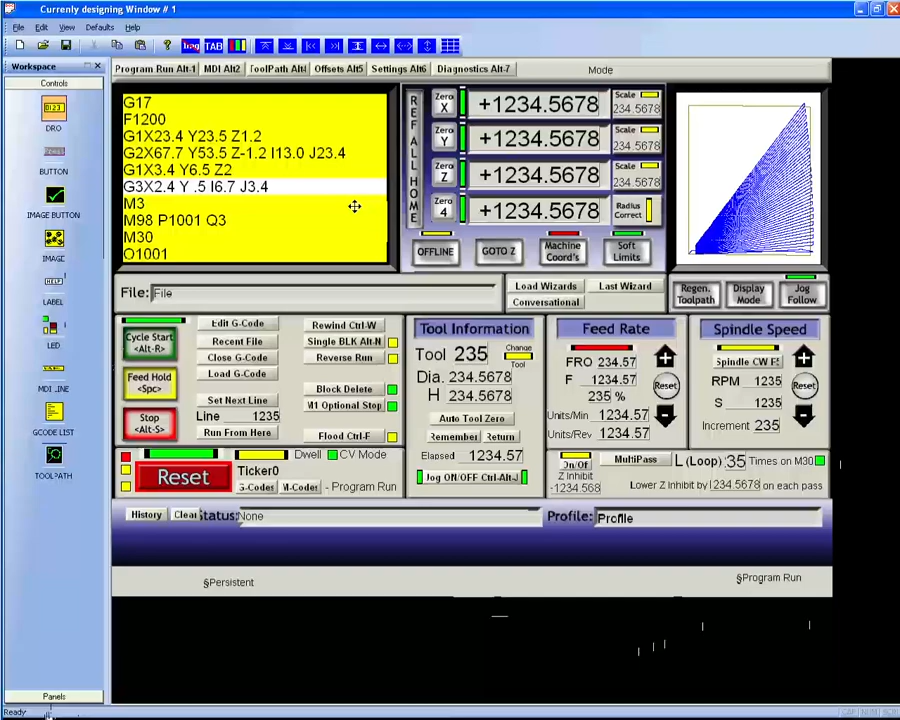 Currenly designing Window # 1
File Edit View Defaults Help
TAB
Workspace
Controls
DRO
BUTTON
IMAGE BUTTON
IMAGE
HELP
LABEL
LED
MDI LINE
GCODE LIST
TOOLPATH
Panels
Ready
CAP NUM SCRL
Program Run Alt-1 MDI Alt2 ToolPath Alt4 Offsets Alt5 Settings Alt6 Diagnostics Alt-7 Mode
G17
F1200
G1X23.4 Y23.5 Z1.2
G2X67.7 Y53.5 Z-1.2 I13.0 J23.4
G1X3.4 Y6.5 Z2
G3X2.4 Y .5 I6.7 J3.4
M3
M98 P1001 Q3
M30
O1001
REF ALL HOME
Zero X +1234.5678 Scale 234.5678
Zero Y +1234.5678 Scale 234.5678
Zero Z +1234.5678 Scale 234.5678
Zero 4 +1234.5678 Radius Correct
OFFLINE GOTO Z Machine Coord's Soft Limits
File: File
Load Wizards Last Wizard
Conversational
Regen. Toolpath Display Mode Jog Follow
Cycle Start <Alt-R>
Feed Hold <Spc>
Stop <Alt-S>
Edit G-Code
Recent File
Close G-Code
Load G-Code
Set Next Line
Line 1235
Run From Here
Rewind Ctrl-W
Single BLK Alt-N
Reverse Run
Block Delete
M1 Optional Stop
Flood Ctrl-F
Dwell CV Mode
Reset
Ticker0
G-Codes M-Codes - Program Run
Tool Information
Tool 235 Change Tool
Dia. 234.5678
H 234.5678
Auto Tool Zero
Remember Return
Elapsed 1234.57
Jog ON/OFF Ctrl-Alt-J
Feed Rate
FRO 234.57
F 1234.57
235 %
Reset
Units/Min 1234.57
Units/Rev 1234.57
Spindle Speed
Spindle CW F5
RPM 1235
S 1235
Reset
Increment 235
On/Of
Z Inhibit
-1234.568
MultiPass L (Loop) :35 Times on M30
Lower Z Inhibit by 234.5678 on each pass
History Clear Status: None
Profile: Profile
§Persistent
§Program Run